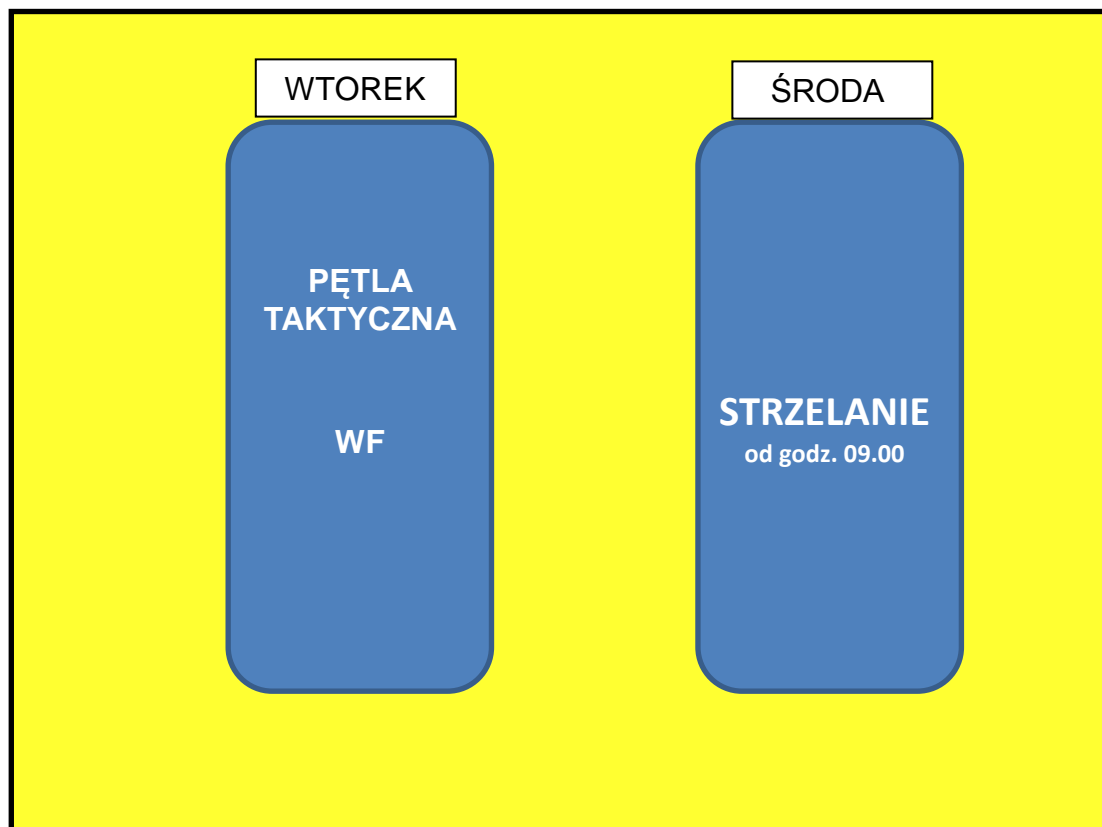 WTOREK
PĘTLA
TAKTYCZNA
WF
ŚRODA
STRZELANIE
od godz. 09.00